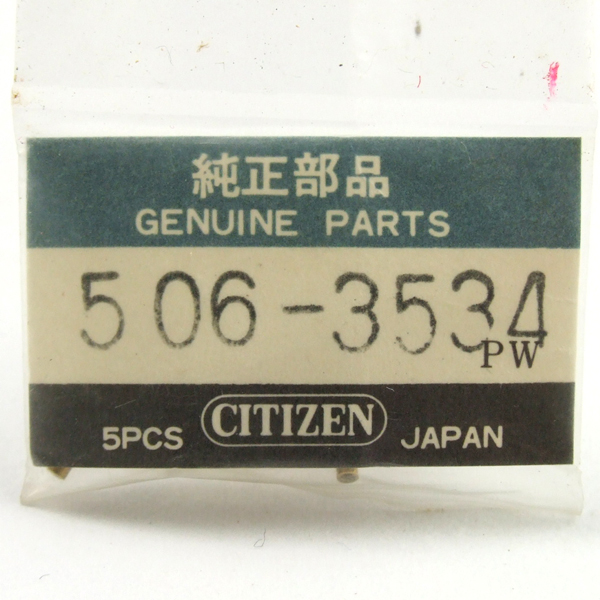 純正部品
GENUINE PARTS
506-3534
PW
5PCS CITIZEN JAPAN